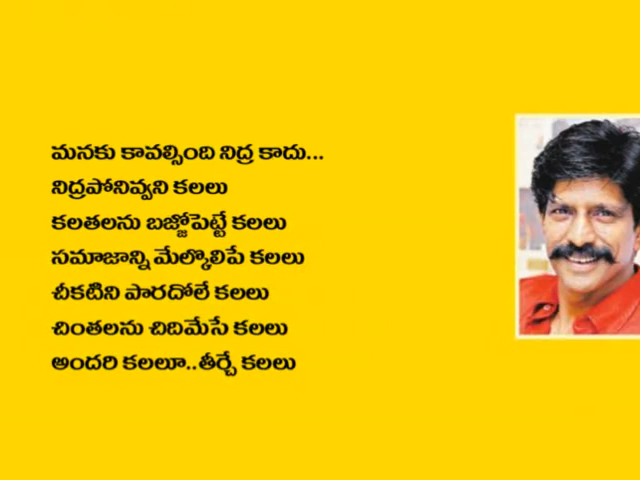 మనకు కావల్సింది నిద్ర కాదు...
నిద్రపోనివ్వని కలలు
కలతలను బజ్జోపెట్టే కలలు
సమాజాన్ని మేల్కొలిపే కలలు
చీకటిని పారదోలే కలలు
చింతలను చిదిమేసే కలలు
అందరి కలలూ..తీర్చే కలలు